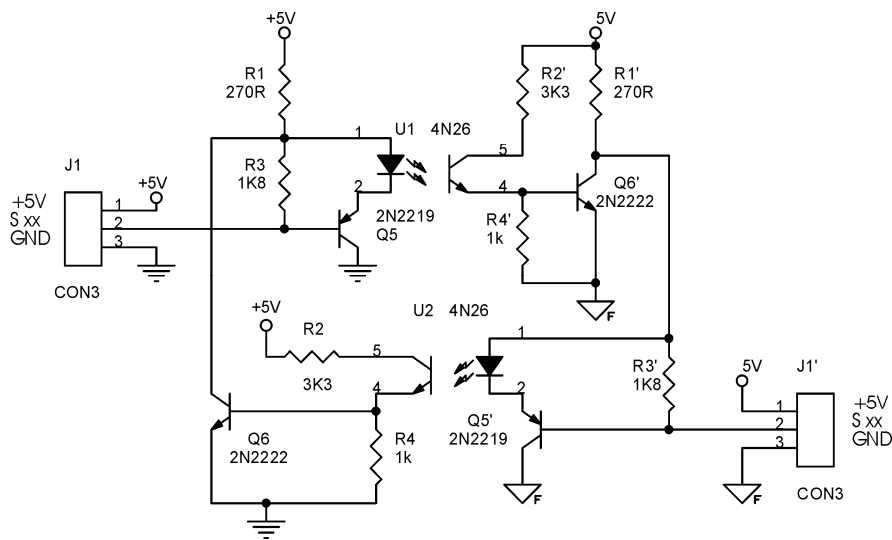 +5V
5V
R1
270R
R2'
3K3
R1'
270R
U1 4N26
1
5
J1
R3
1K8
+5V
2
4
Q6'
2N2222
+5V
S xx
GND
1
2
3
2N2219
Q5
R4'
1k
CON3
F
+5V
U2 4N26
R2
1
5
3K3
4
2
R3'
1K8
5V
J1'
Q6
2N2222
R4
1k
Q5'
2N2219
1
2
3
+5V
S xx
GND
F
F
CON3